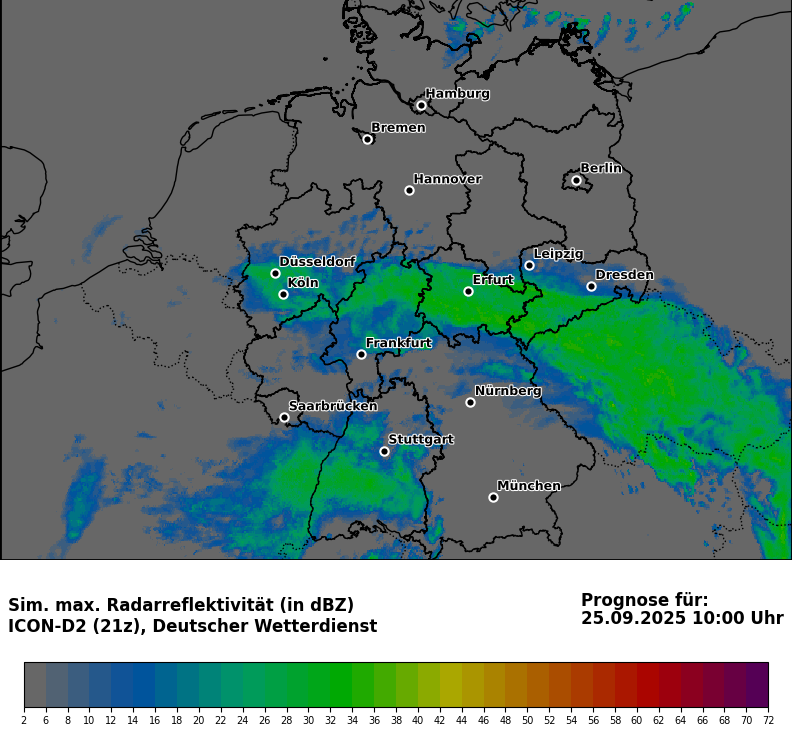 Hamburg
Bremen
Berlin
Hannover
Leipzig
Düsseldorf
Dresden
Köln
Erfurt
Frankfurt
Nürnberg
Saarbrücken
Stuttgart
München
Sim. max. Radarreflektivität (in dBZ)
ICON-D2 (21z), Deutscher Wetterdienst
Prognose für:
25.09.2025 10:00 Uhr
2 6 8 10 12 14 16 18 20 22 24 26 28 30 32 34 36 38 40 42 44 46 48 50 52 54 56 58 60 62 64 66 68 70 72